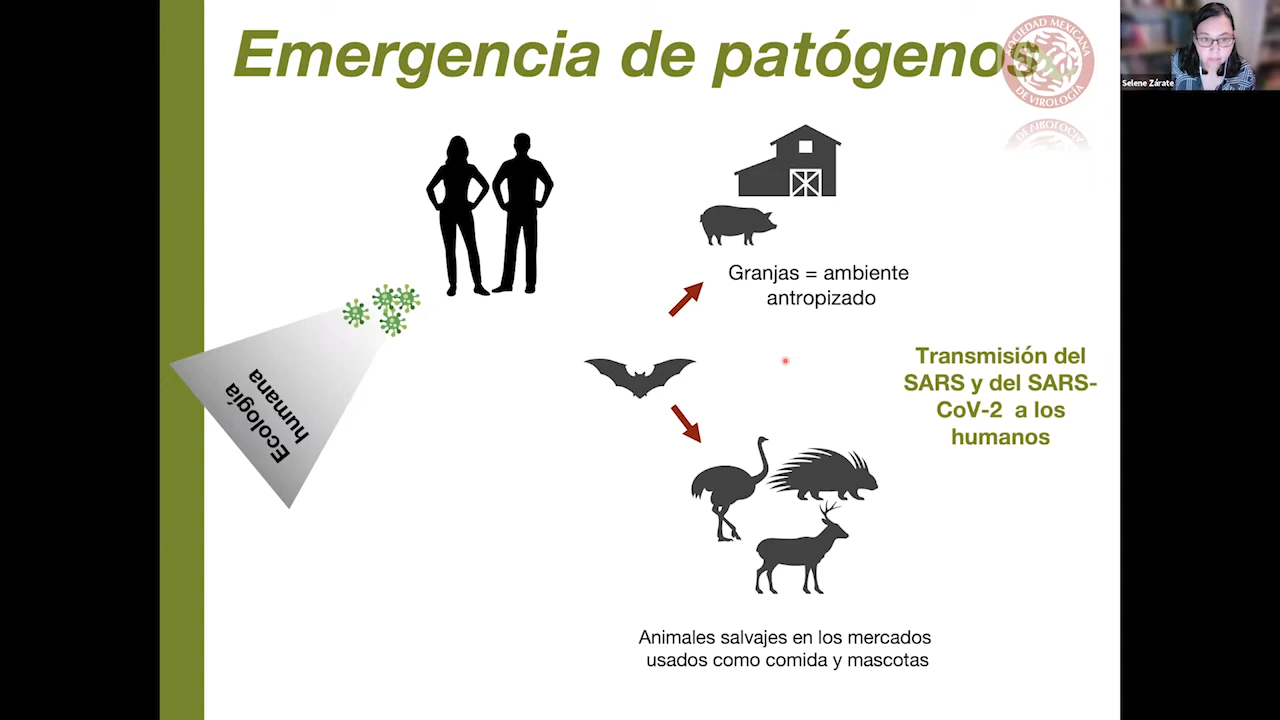 Emergencia de patógenos
SOCIEDAD MEXICANA
DE VIROLOGÍA
Selene Zárate
Granjas = ambiente
antropizado
Ecología
humana
Transmisión del
SARS y del SARS-
CoV-2 a los
humanos
Animales salvajes en los mercados
usados como comida y mascotas